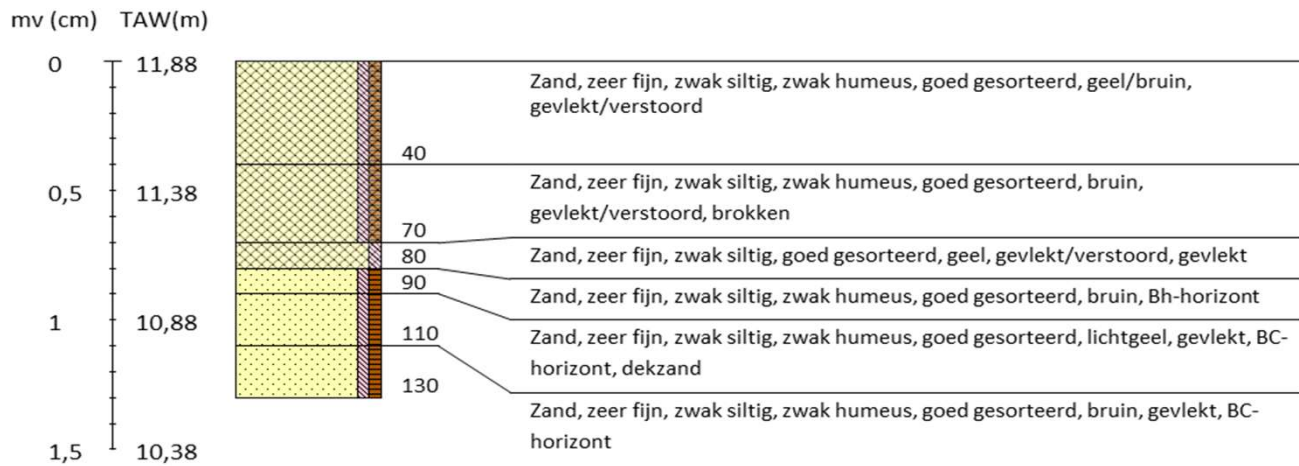 mv (cm) TAW(m)
0 11,88
Zand, zeer fijn, zwak siltig, zwak humeus, goed gesorteerd, geel/bruin,
gevlekt/verstoord
40
0,5 11,38
Zand, zeer fijn, zwak siltig, zwak humeus, goed gesorteerd, bruin,
gevlekt/verstoord, brokken
70
80
Zand, zeer fijn, zwak siltig, goed gesorteerd, geel, gevlekt/verstoord, gevlekt
90
Zand, zeer fijn, zwak siltig, zwak humeus, goed gesorteerd, bruin, Bh-horizont
1 10,88
110
Zand, zeer fijn, zwak siltig, zwak humeus, goed gesorteerd, lichtgeel, gevlekt, BC-
horizont, dekzand
130
Zand, zeer fijn, zwak siltig, zwak humeus, goed gesorteerd, bruin, gevlekt, BC-
horizont
1,5 10,38